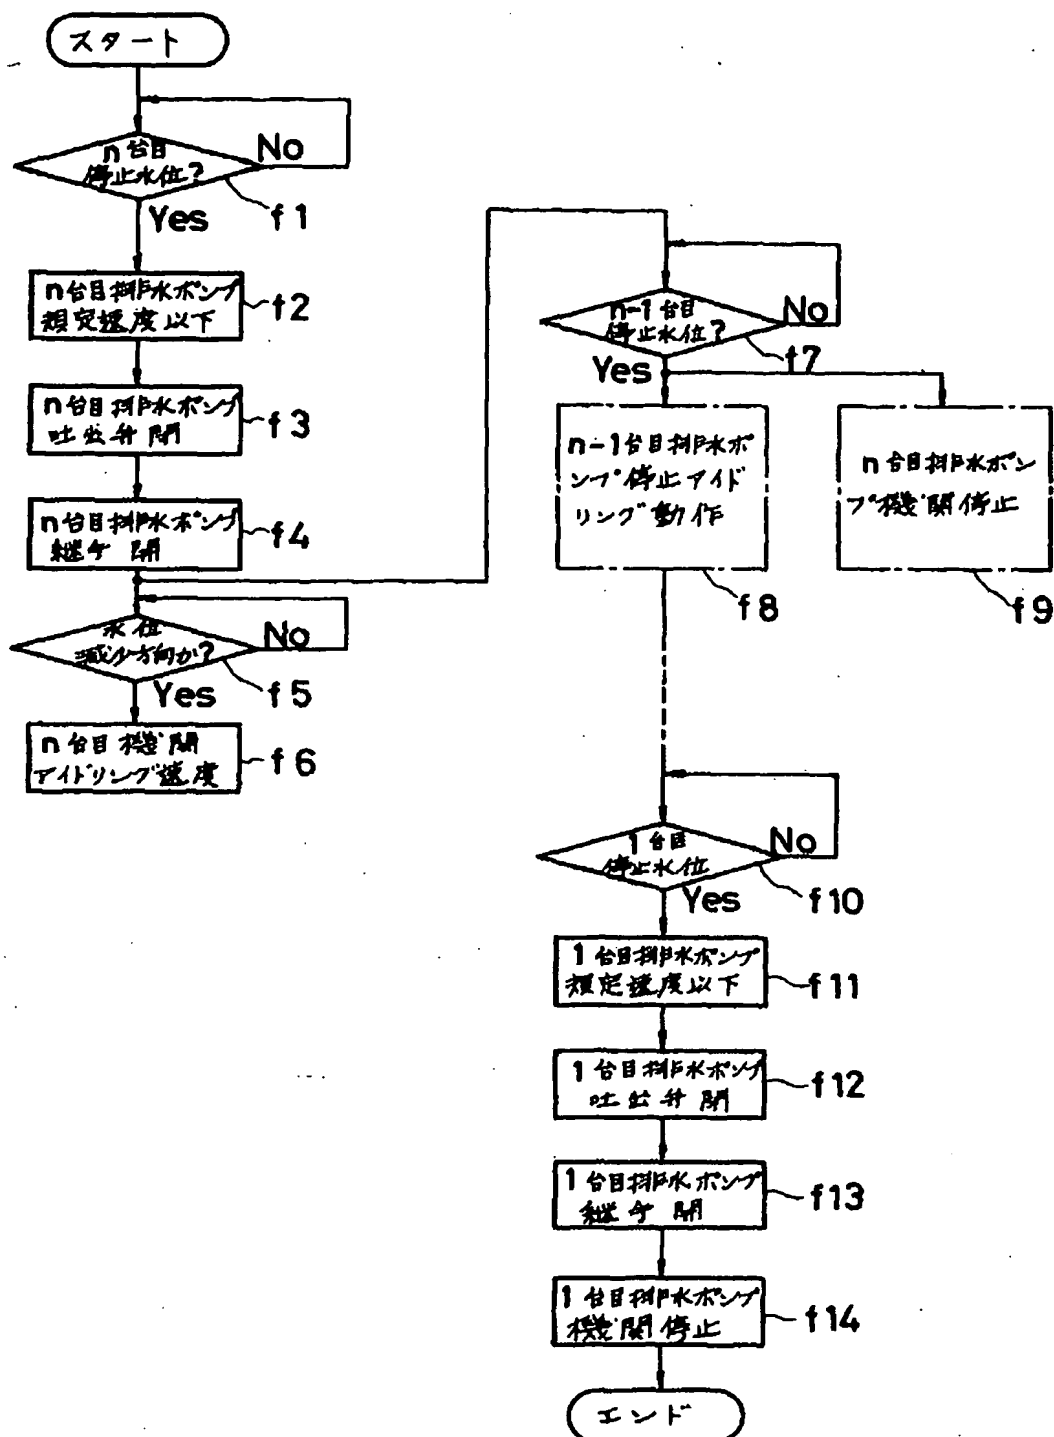 スタート
n台目
停止水位?
No
f1
Yes
n台目排水ポンプ
規定速度以下
f2
n台目排水ポンプ
f3
n台目排水ポンプ
継手 開
f4
水位
減少方向か?
No
f5
Yes
n台目機関
アイドリング速度
f6
n-1台目
停止水位?
No
f7
Yes
n-1台目排水ポ
ンプ停止アイド
リング動作
f8
n台目排水ポン
プ機関停止
f9
1台目
停止水位
No
f10
Yes
1台目排水ポンプ
規定速度以下
f11
1台目排水ポンプ
吐出弁
f12
1台目排水ポンプ
継手 開
f13
1台目排水ポンプ
機関停止
f14
エンド